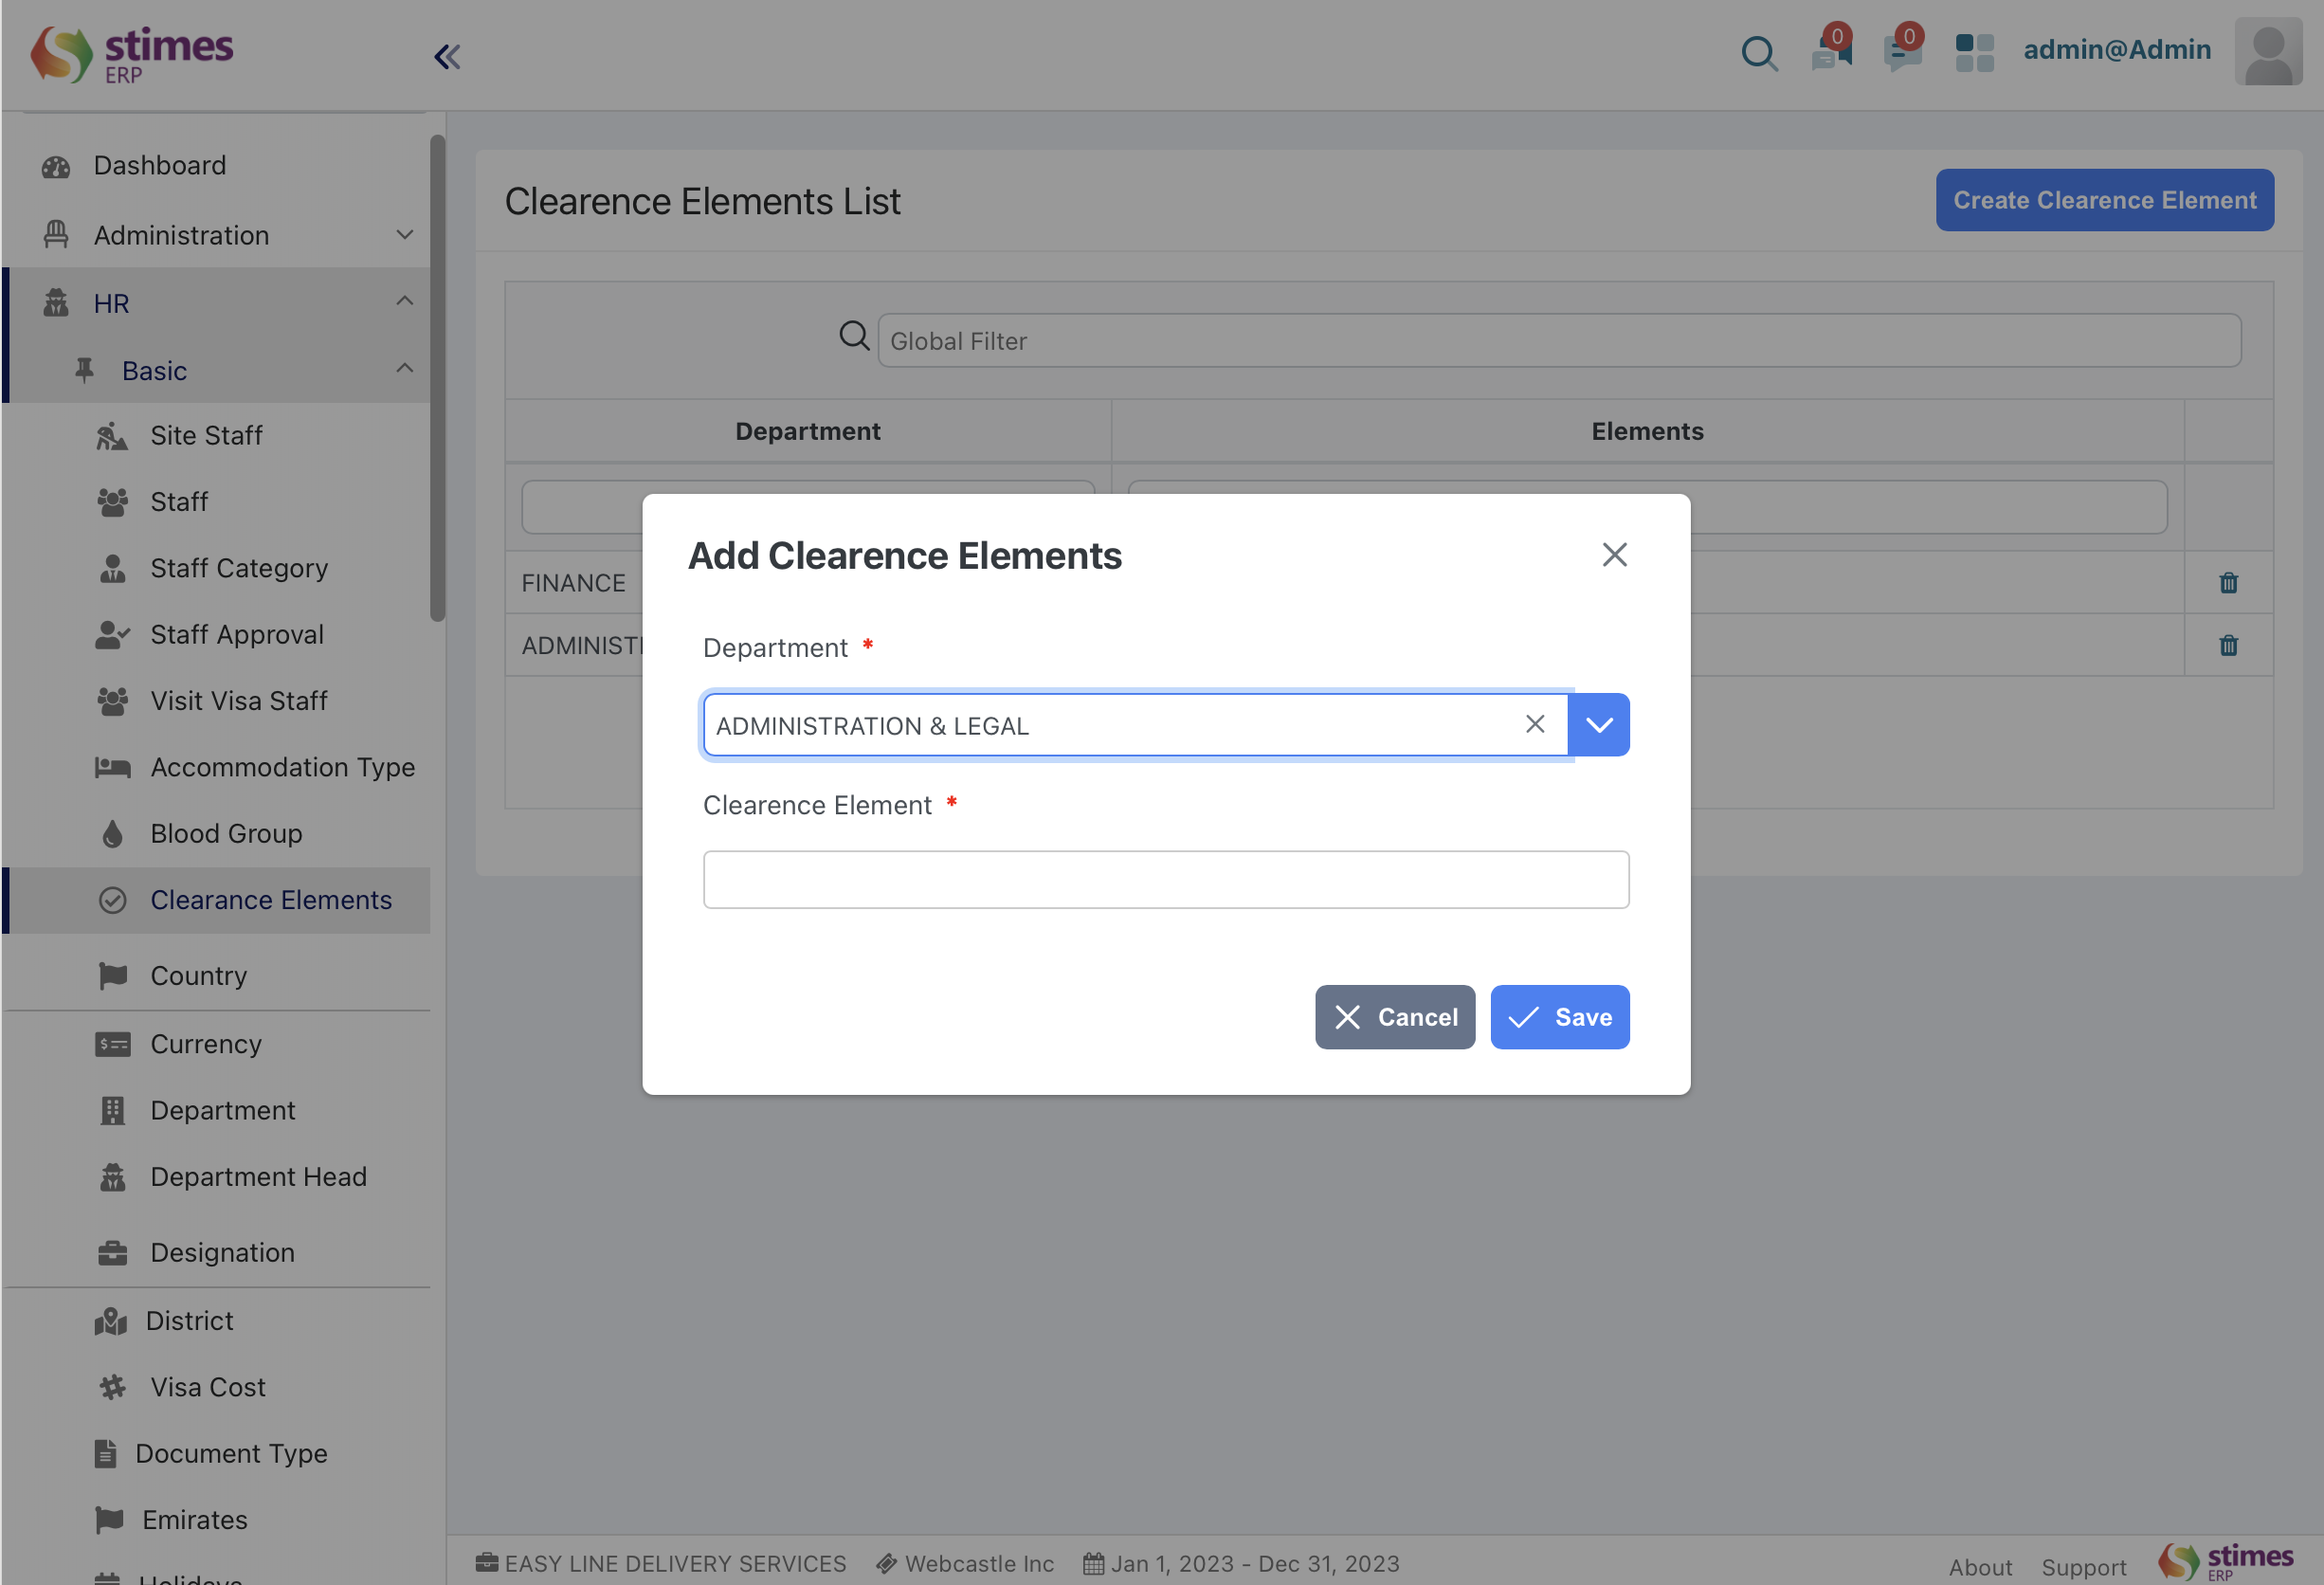 stimes
ERP
0
0
admin@Admin
Dashboard
Administration
HR
Basic
Site Staff
Staff
Staff Category
Staff Approval
Visit Visa Staff
Accommodation Type
Blood Group
Clearance Elements
Country
Currency
Department
Department Head
Designation
District
Visa Cost
Document Type
Emirates
Holidays
Clearence Elements List
Create Clearence Element
Global Filter
Department
Elements
FINANCE
ADMINIST
Add Clearence Elements
Department *
ADMINISTRATION & LEGAL
Clearence Element *
Cancel
Save
EASY LINE DELIVERY SERVICES
Webcastle Inc
Jan 1, 2023 - Dec 31, 2023
About
Support
stimes
ERP